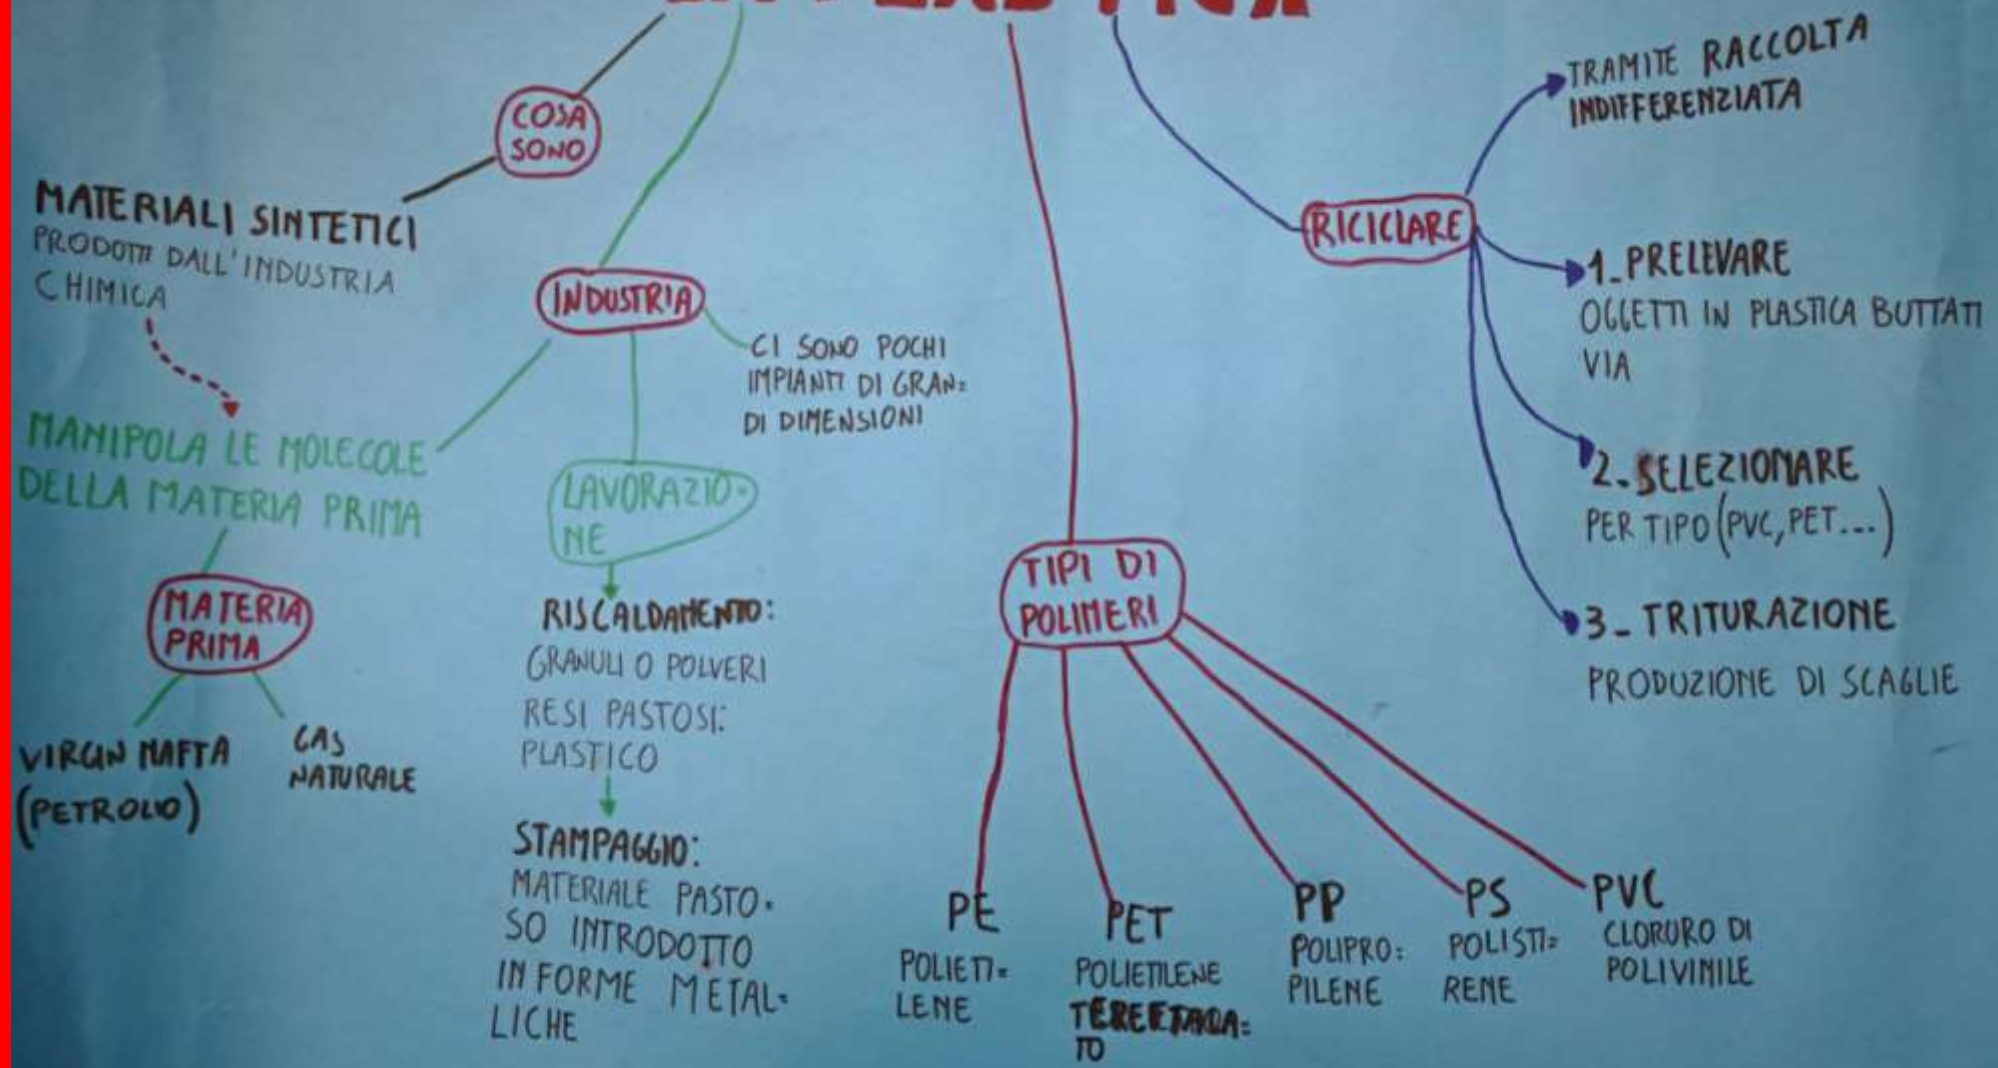 LA PLASTICA
COSA
SONO
MATERIALI SINTETICI
PRODOTTI DALL'INDUSTRIA
CHIMICA
MANIPOLA LE MOLECOLE
DELLA MATERIA PRIMA
MATERIA
PRIMA
VIRGIN NAFTA
(PETROLIO)
GAS
NATURALE
INDUSTRIA
CI SONO POCHI
IMPIANTI DI GRAN=
DI DIMENSIONI
LAVORAZIO-
NE
RISCALDAMENTO:
GRANULI O POLVERI
RESI PASTOSI:
PLASTICO
STAMPAGGIO:
MATERIALE PASTO-
SO INTRODOTTO
IN FORME METAL=
LICHE
TIPI DI
POLIMERI
PE
POLIETI=
LENE
PET
POLIETILENE
TEREFTALA=
TO
PP
POLIPRO=
PILENE
PS
POLISTI=
RENE
PVC
CLORURO DI
POLIVINILE
RICICLARE
TRAMITE RACCOLTA
INDIFFERENZIATA
1_PRELEVARE
OGGETTI IN PLASTICA BUTTATI
VIA
2_SELEZIONARE
PER TIPO (PVC, PET...)
3_TRITURAZIONE
PRODUZIONE DI SCAGLIE